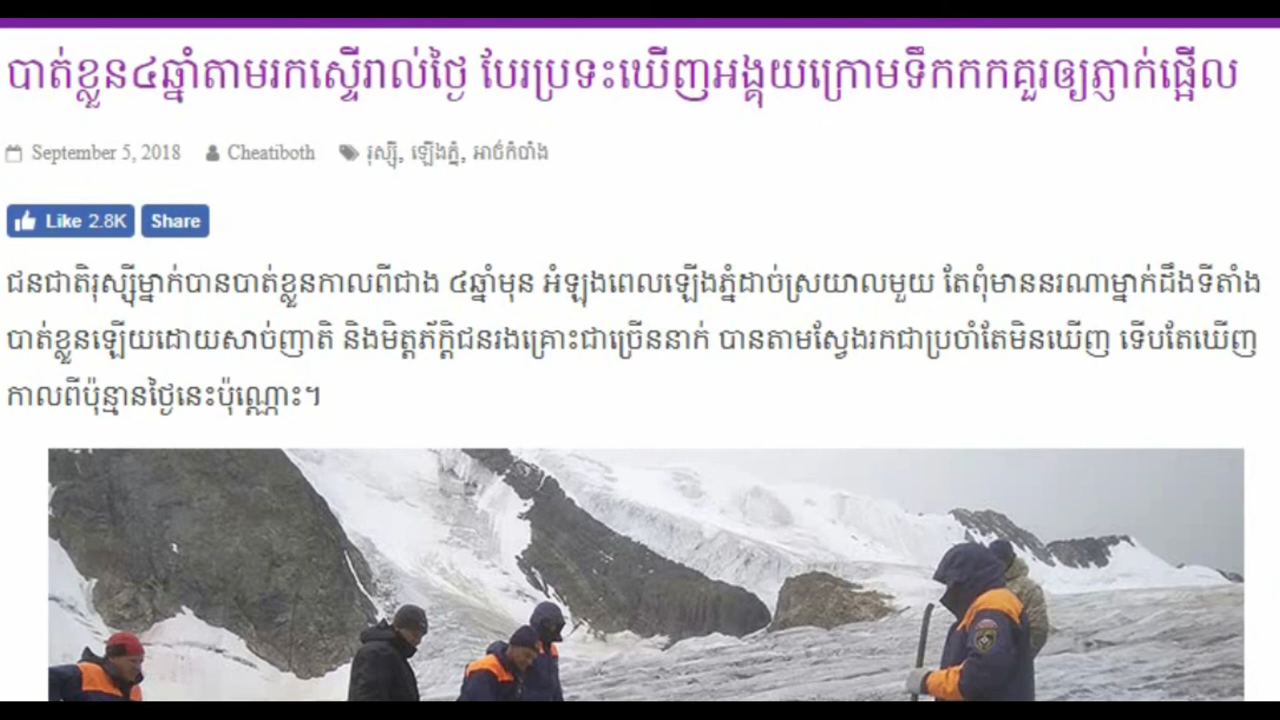 បាត់ខ្លួន៤ឆ្នាំតាមរកស្ទើរាល់ថ្ងៃ បែរប្រទះឃើញអង្គុយក្រោមទឹកកកគួរឲ្យភ្ញាក់ផ្អើល
September 5, 2018 Cheatiboth រុស្ស៊ី, ឡើងភ្នំ, អាថ៌កំបាំង
Like 2.8K Share
ជនជាតិរុស្ស៊ីម្នាក់បានបាត់ខ្លួនកាលពីជាង ៤ឆ្នាំមុន អំឡុងពេលឡើងភ្នំដាច់ស្រយាលមួយ តែពុំមាននរណាម្នាក់ដឹងទីតាំង
បាត់ខ្លួនឡើយដោយសាច់ញាតិ និងមិត្តភ័ក្តិជនរងគ្រោះជាច្រើននាក់ បានតាមស្វែងរកជាប្រចាំតែមិនឃើញ ទើបតែឃើញ
កាលពីប៉ុន្មានថ្ងៃនេះប៉ុណ្ណោះ។